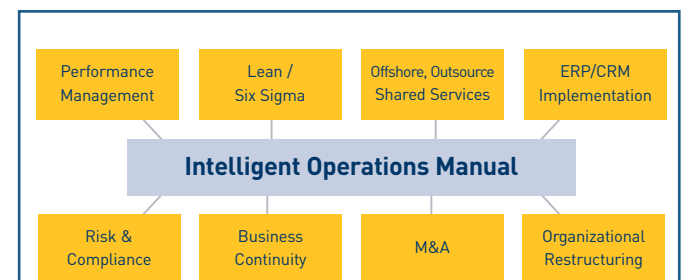 Performance
Management
Lean /
Six Sigma
Offshore, Outsource
Shared Services
ERP/CRM
Implementation
Intelligent Operations Manual
Risk &
Compliance
Business
Continuity
M&A
Organizational
Restructuring